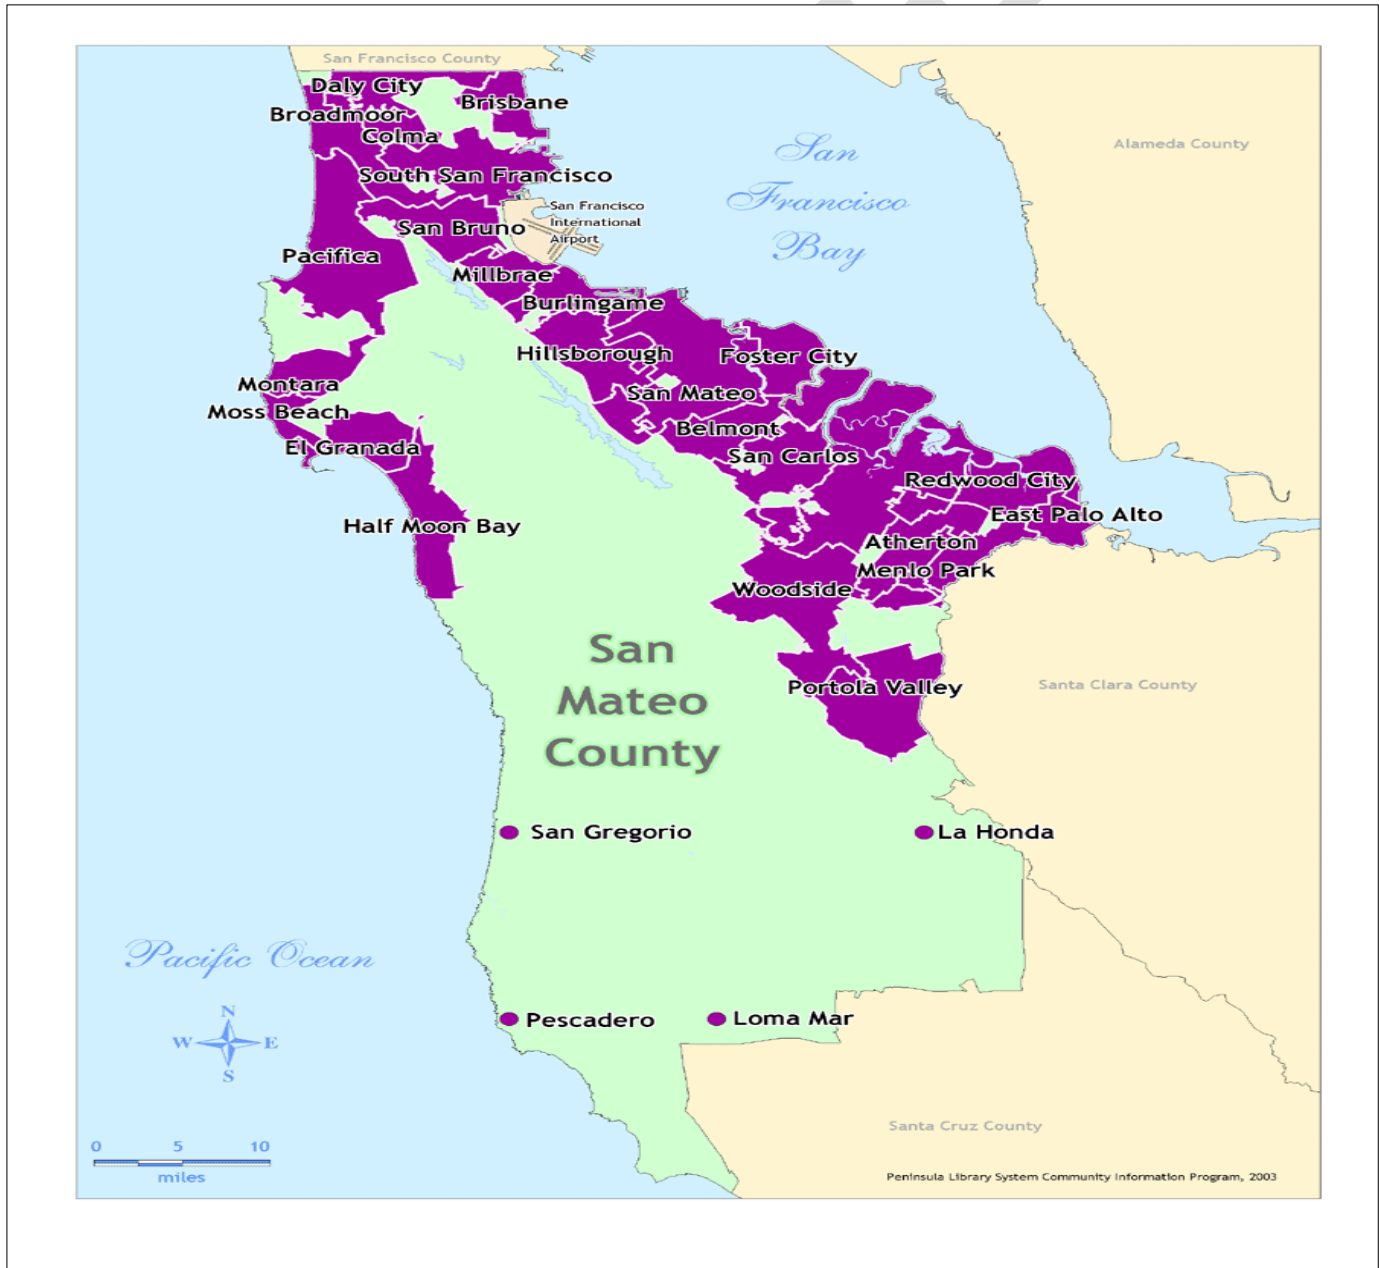 San Francisco County
Daly City
Brisbane
Broadmoor
Colma
San
Francisco
Bay
Alameda County
South San Francisco
San Francisco
International
Airport
San Bruno
Pacifica
Millbrae
Burlingame
Hillsborough
Foster City
Montara
San Mateo
Moss Beach
Belmont
El Granada
San Carlos
Redwood City
East Palo Alto
Half Moon Bay
Atherton
Menlo Park
Woodside
San
Mateo
County
Portola Valley
Santa Clara County
San Gregorio
La Honda
Pacific Ocean
N
W E
S
Pescadero
Loma Mar
Santa Cruz County
0 5 10
miles
Peninsula Library System Community Information Program, 2003